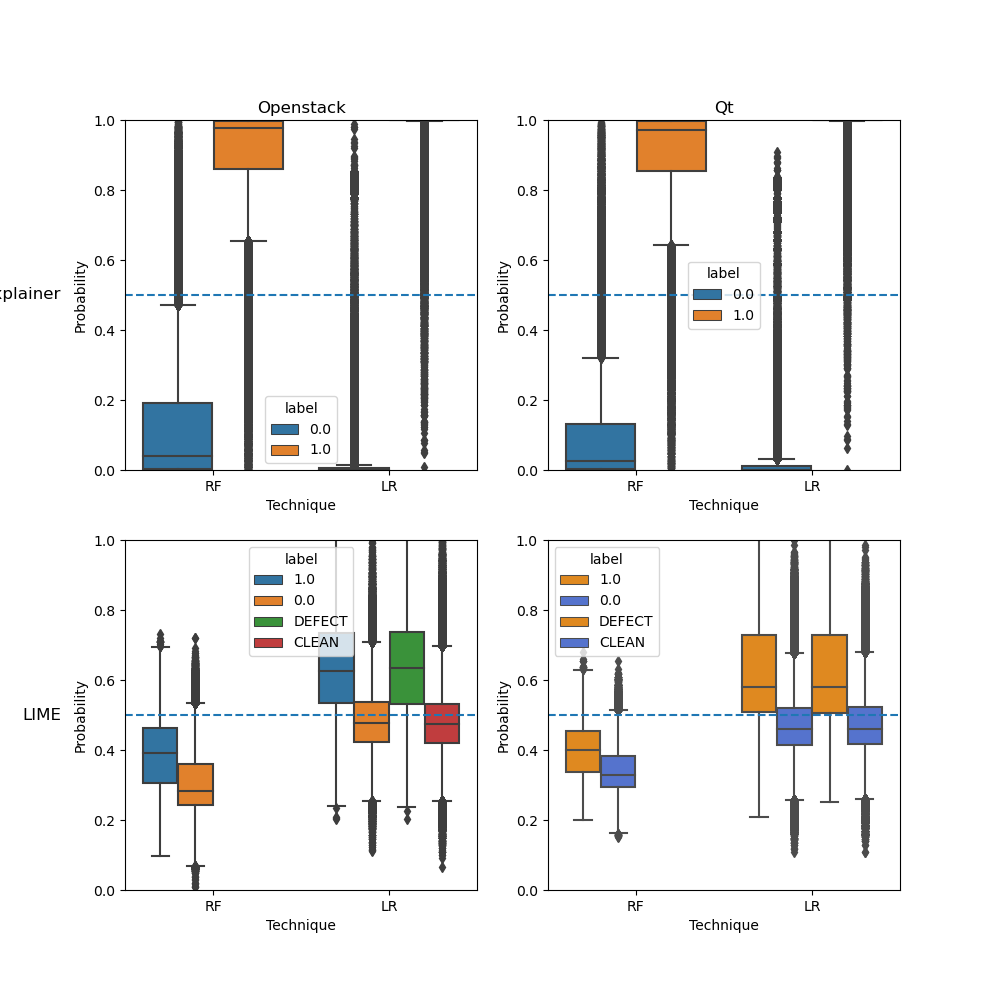 Openstack
Qt
xplainer
Probability
1.0
0.8
0.6
0.4
0.2
0.0
label
0.0
1.0
RF
LR
Technique
Probability
1.0
0.8
0.6
0.4
0.2
0.0
label
0.0
1.0
RF
LR
Technique
LIME
Probability
1.0
0.8
0.6
0.4
0.2
0.0
label
1.0
0.0
DEFECT
CLEAN
RF
LR
Technique
Probability
1.0
0.8
0.6
0.4
0.2
0.0
label
1.0
0.0
DEFECT
CLEAN
RF
LR
Technique